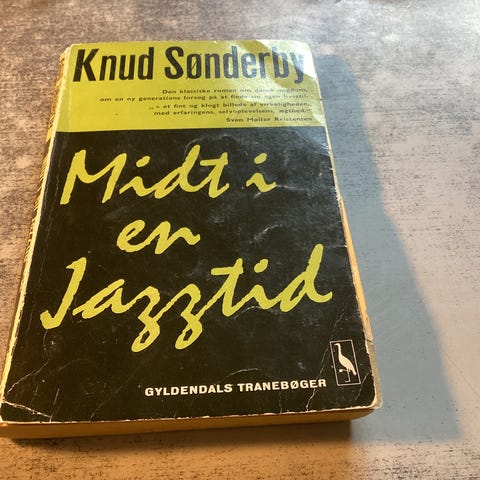 Knud Sønderby
Den klassiske roman om dansk ungdom,
om en ny generations forsøg på at finde sin egen livsstil.
"- et fint og klogt billede af virkeligheden,
med erfaringens, selvoplevelsens, ægthed."
Sven Møller Kristensen
Midt i
en
Jazztid
GYLDENDALS TRANEBØGER